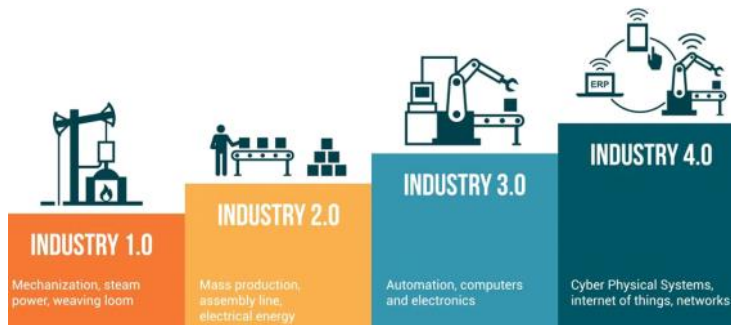 ERP
INDUSTRY 1.0
Mechanization, steam
power, weaving loom
INDUSTRY 2.0
Mass production,
assembly line,
electrical energy
INDUSTRY 3.0
Automation, computers
and electronics
INDUSTRY 4.0
Cyber Physical Systems,
internet of things, networks